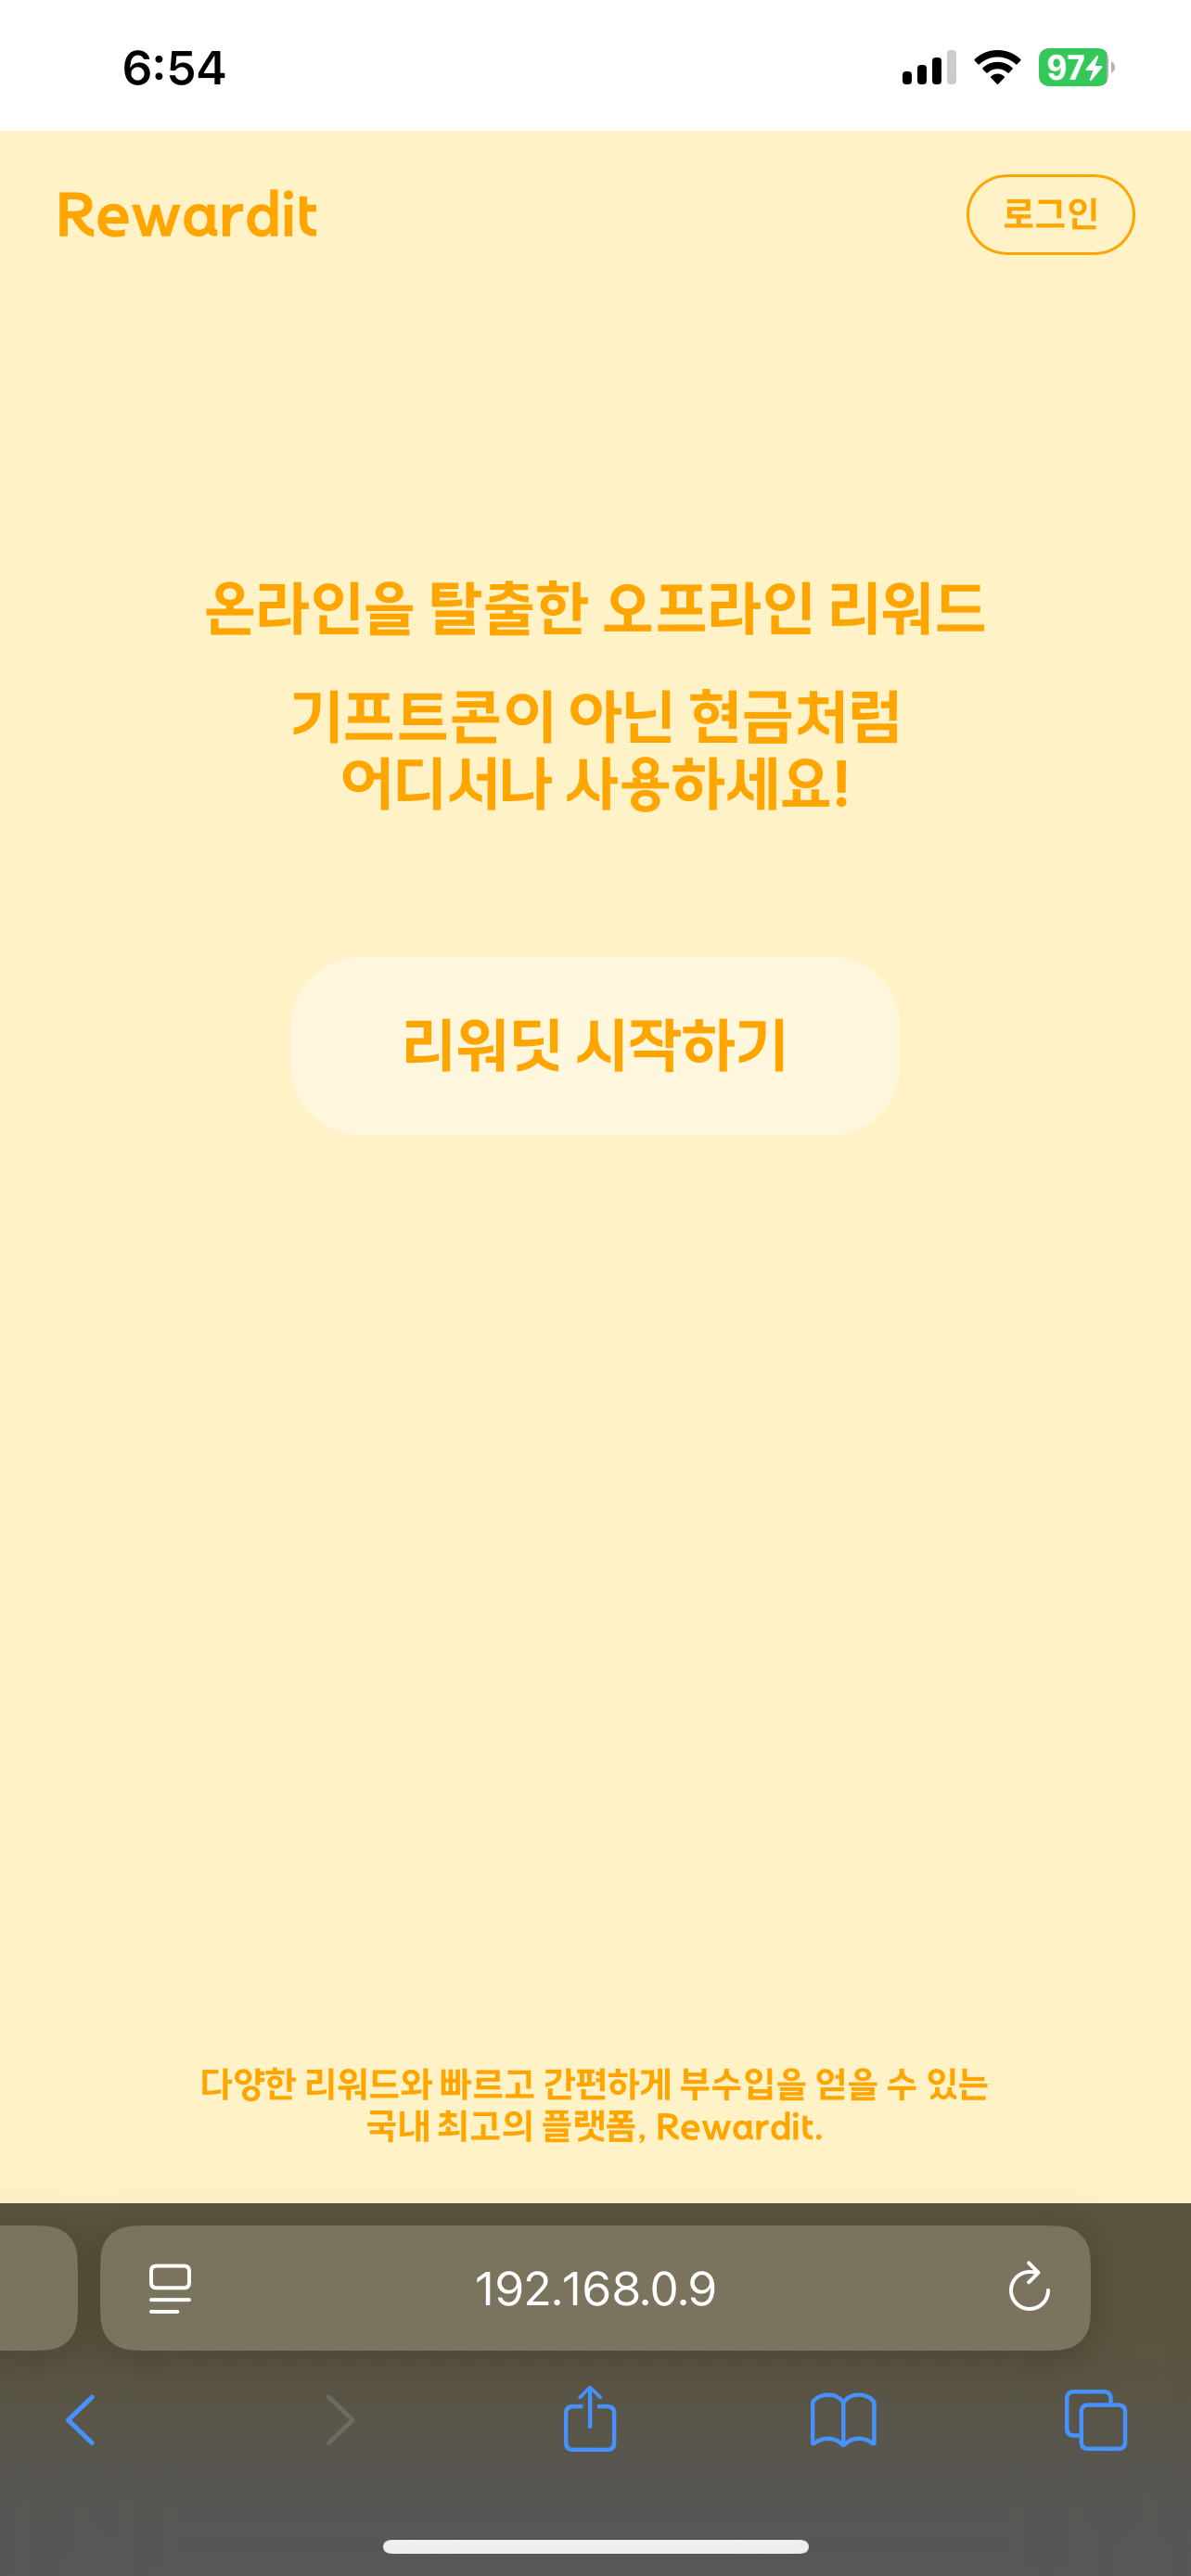 6:54
97
Rewardit
로그인
온라인을 탈출한 오프라인 리워드
기프트콘이 아닌 현금처럼
어디서나 사용하세요!
리워딧 시작하기
다양한 리워드와 빠르고 간편하게 부수입을 얻을 수 있는
국내 최고의 플랫폼, Rewardit.
192.168.0.9